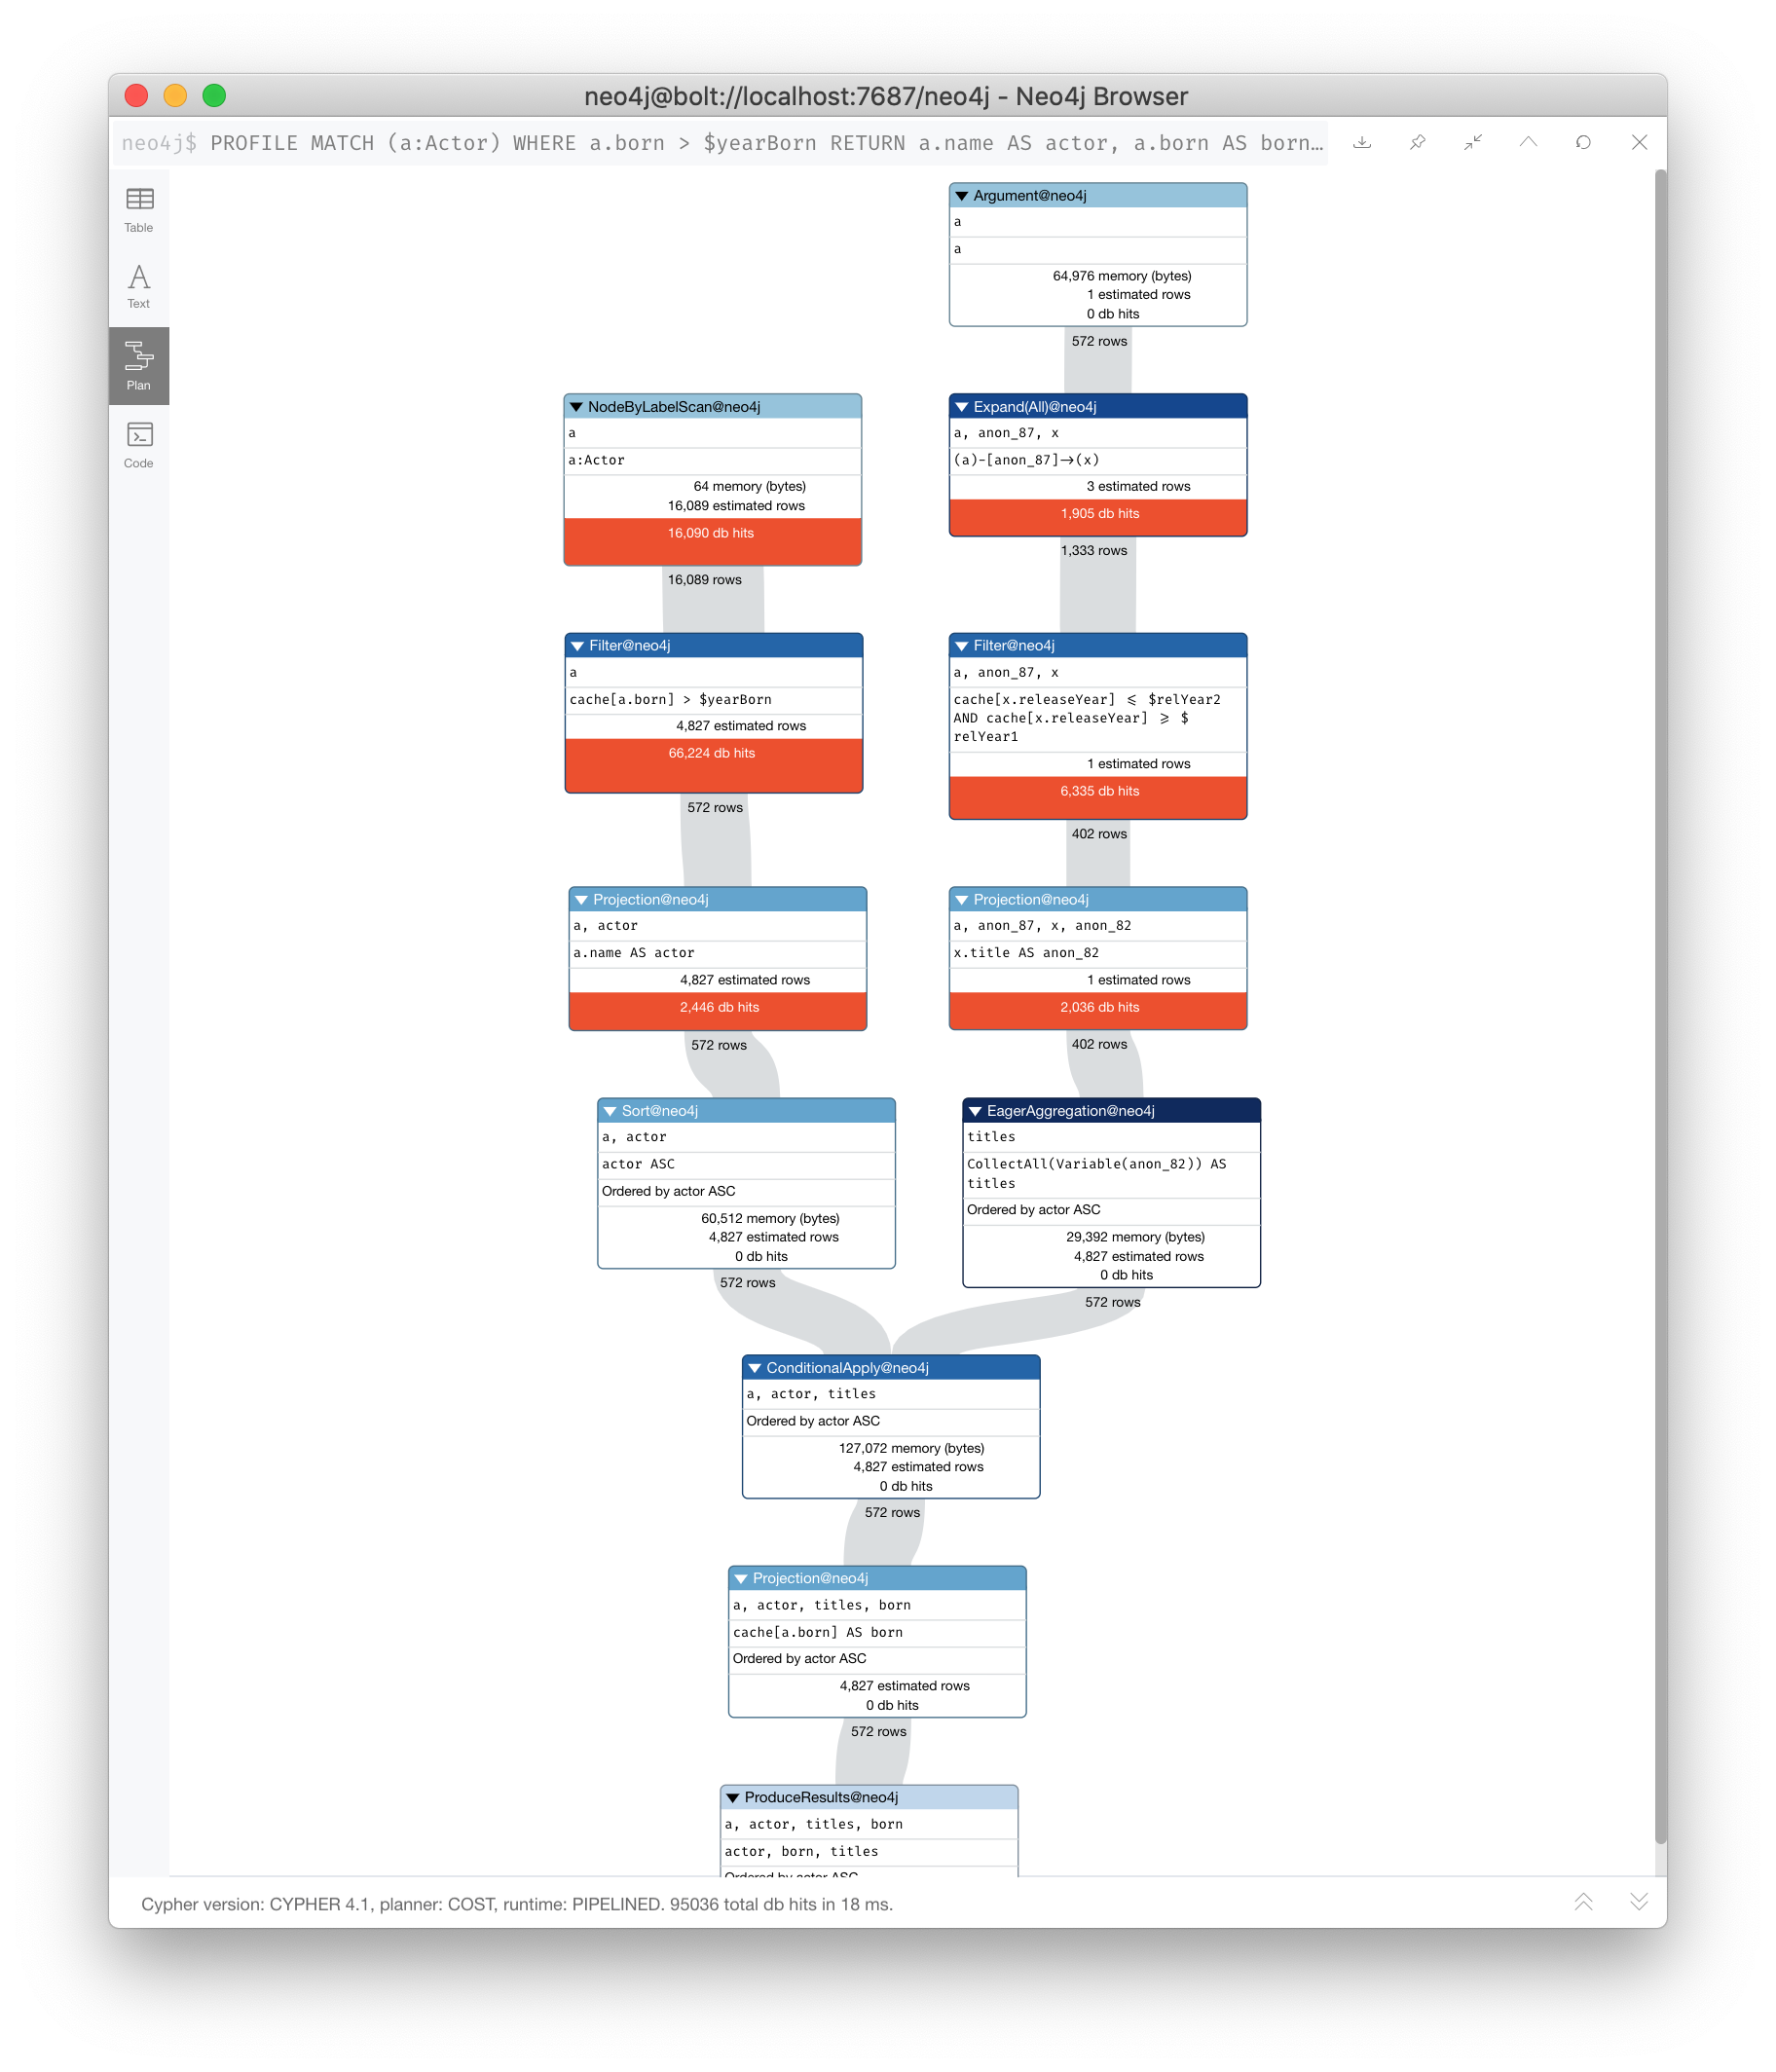 neo4j@bolt://localhost:7687/neo4j - Neo4j Browser
neo4j$ PROFILE MATCH (a:Actor) WHERE a.born > $yearBorn RETURN a.name AS actor, a.born AS born…
Table
Text
Plan
Code
Argument@neo4j
a
a
64,976 memory (bytes)
1 estimated rows
0 db hits
572 rows
NodeByLabelScan@neo4j
a
a:Actor
64 memory (bytes)
16,089 estimated rows
16,090 db hits
16,089 rows
Expand(All)@neo4j
a, anon_87, x
(a)-[anon_87]->(x)
3 estimated rows
1,905 db hits
1,333 rows
Filter@neo4j
a
cache[a.born] > $yearBorn
4,827 estimated rows
66,224 db hits
572 rows
Filter@neo4j
a, anon_87, x
cache[x.releaseYear] ≤ $relYear2
AND cache[x.releaseYear] ≥ $
relYear1
1 estimated rows
6,335 db hits
402 rows
Projection@neo4j
a, actor
a.name AS actor
4,827 estimated rows
2,446 db hits
572 rows
Projection@neo4j
a, anon_87, x, anon_82
x.title AS anon_82
1 estimated rows
2,036 db hits
402 rows
Sort@neo4j
a, actor
actor ASC
Ordered by actor ASC
60,512 memory (bytes)
4,827 estimated rows
0 db hits
572 rows
EagerAggregation@neo4j
titles
CollectAll(Variable(anon_82)) AS
titles
Ordered by actor ASC
29,392 memory (bytes)
4,827 estimated rows
0 db hits
572 rows
ConditionalApply@neo4j
a, actor, titles
Ordered by actor ASC
127,072 memory (bytes)
4,827 estimated rows
0 db hits
572 rows
Projection@neo4j
a, actor, titles, born
cache[a.born] AS born
Ordered by actor ASC
4,827 estimated rows
0 db hits
572 rows
ProduceResults@neo4j
a, actor, titles, born
actor, born, titles
Ordered by actor ASC
Cypher version: CYPHER 4.1, planner: COST, runtime: PIPELINED. 95036 total db hits in 18 ms.